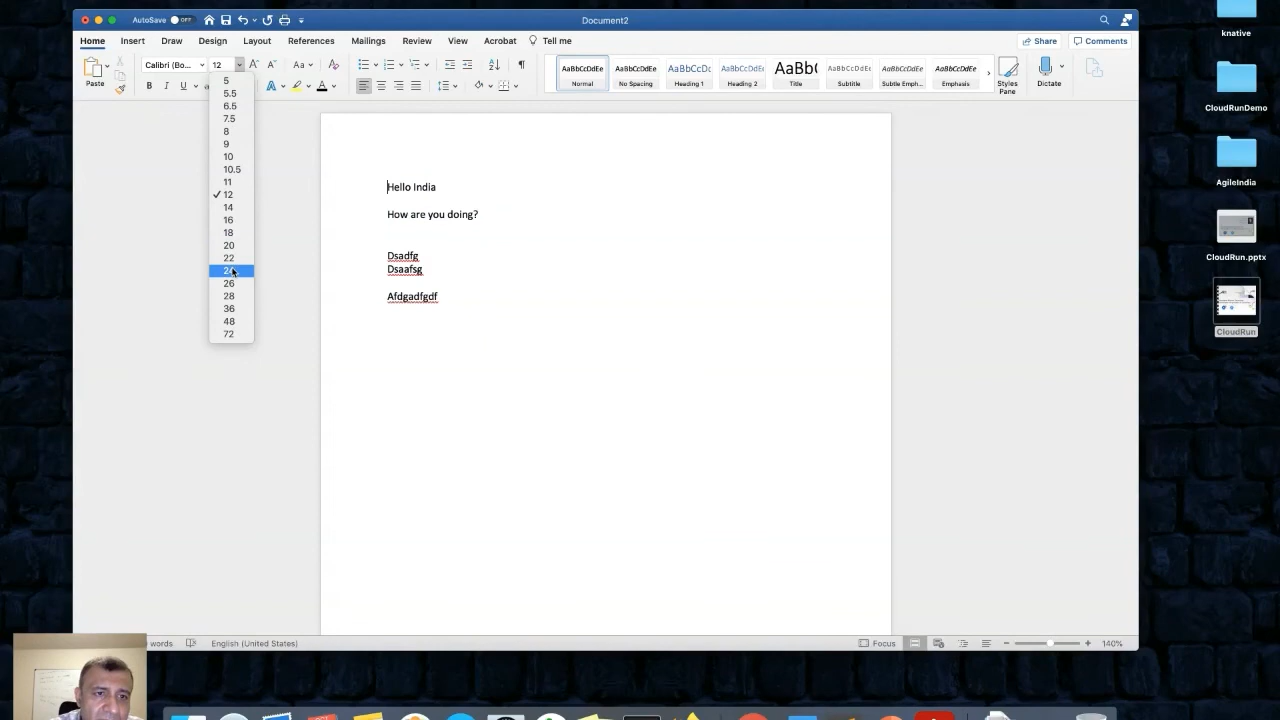 AutoSave OFF
Document2
Home Insert Draw Design Layout References Mailings Review View Acrobat Tell me
Share Comments
Paste
Calibri (Bo... 12
AaBbCcDdEe AaBbCcDdEe AaBbCcDc AaBbCcDdEe AaBb( AaBbCcDdEe AaBbCcDdEe AaBbCcDdEe
Normal No Spacing Heading 1 Heading 2 Title Subtitle Subtle Emph... Emphasis
Styles
Pane
Dictate
5
5.5
6.5
7.5
8
9
10
10.5
11
12
14
16
18
20
22
24
26
28
36
48
72
Hello India
How are you doing?
Dsadfg
Dsaafsg
Afdgadfgdf
words English (United States)
Focus
140%
knative
CloudRunDemo
AgileIndia
CloudRun.pptx
CloudRun